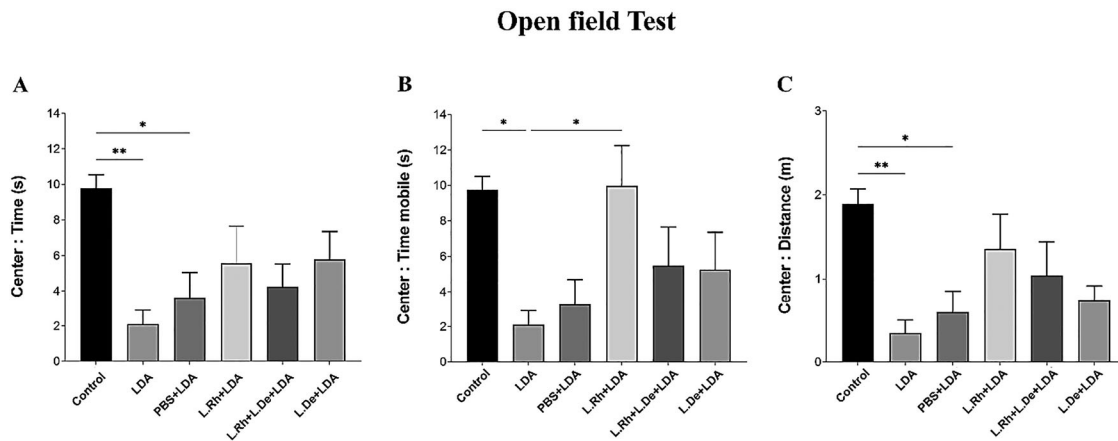 Open field Test
A
Center : Time (s)
14
12
10
8
6
4
2
0
**
*
Control
LDA
PBS+LDA
L.Rh+LDA
L.Rh+L.De+LDA
L.De+LDA
B
Center : Time mobile (s)
14
12
10
8
6
4
2
0
*
*
Control
LDA
PBS+LDA
L.Rh+LDA
L.Rh+L.De+LDA
L.De+LDA
C
Center : Distance (m)
3
2
1
0
**
*
Control
LDA
PBS+LDA
L.Rh+LDA
L.Rh+L.De+LDA
L.De+LDA